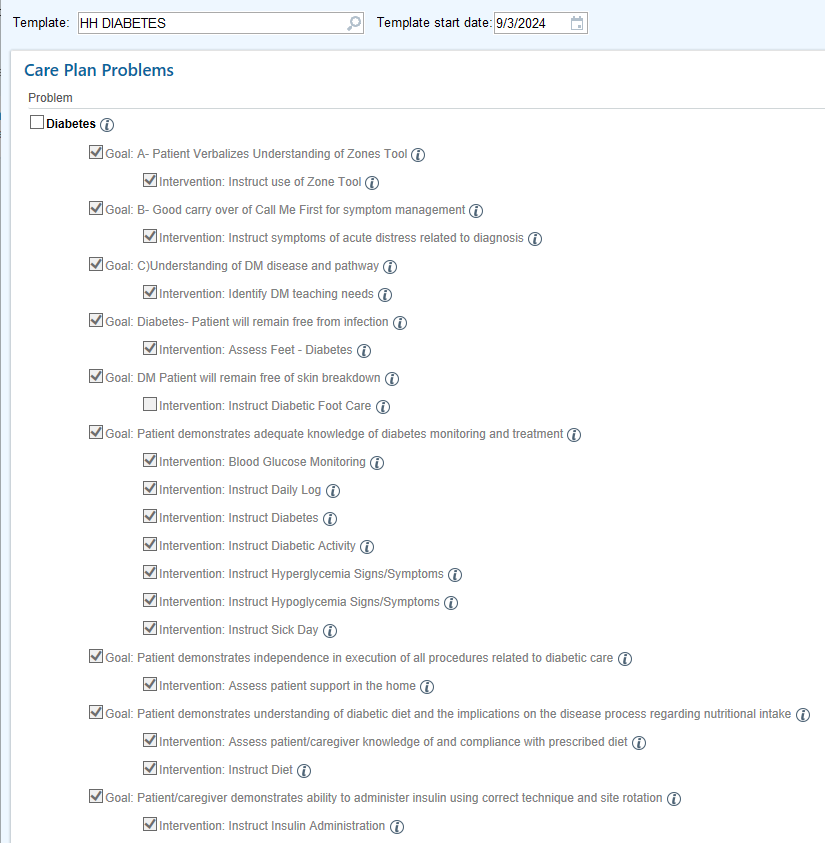 Template: HH DIABETES Template start date: 9/3/2024
Care Plan Problems
Problem
Diabetes
Goal: A- Patient Verbalizes Understanding of Zones Tool
Intervention: Instruct use of Zone Tool
Goal: B- Good carry over of Call Me First for symptom management
Intervention: Instruct symptoms of acute distress related to diagnosis
Goal: C)Understanding of DM disease and pathway
Intervention: Identify DM teaching needs
Goal: Diabetes- Patient will remain free from infection
Intervention: Assess Feet - Diabetes
Goal: DM Patient will remain free of skin breakdown
Intervention: Instruct Diabetic Foot Care
Goal: Patient demonstrates adequate knowledge of diabetes monitoring and treatment
Intervention: Blood Glucose Monitoring
Intervention: Instruct Daily Log
Intervention: Instruct Diabetes
Intervention: Instruct Diabetic Activity
Intervention: Instruct Hyperglycemia Signs/Symptoms
Intervention: Instruct Hypoglycemia Signs/Symptoms
Intervention: Instruct Sick Day
Goal: Patient demonstrates independence in execution of all procedures related to diabetic care
Intervention: Assess patient support in the home
Goal: Patient demonstrates understanding of diabetic diet and the implications on the disease process regarding nutritional intake
Intervention: Assess patient/caregiver knowledge of and compliance with prescribed diet
Intervention: Instruct Diet
Goal: Patient/caregiver demonstrates ability to administer insulin using correct technique and site rotation
Intervention: Instruct Insulin Administration